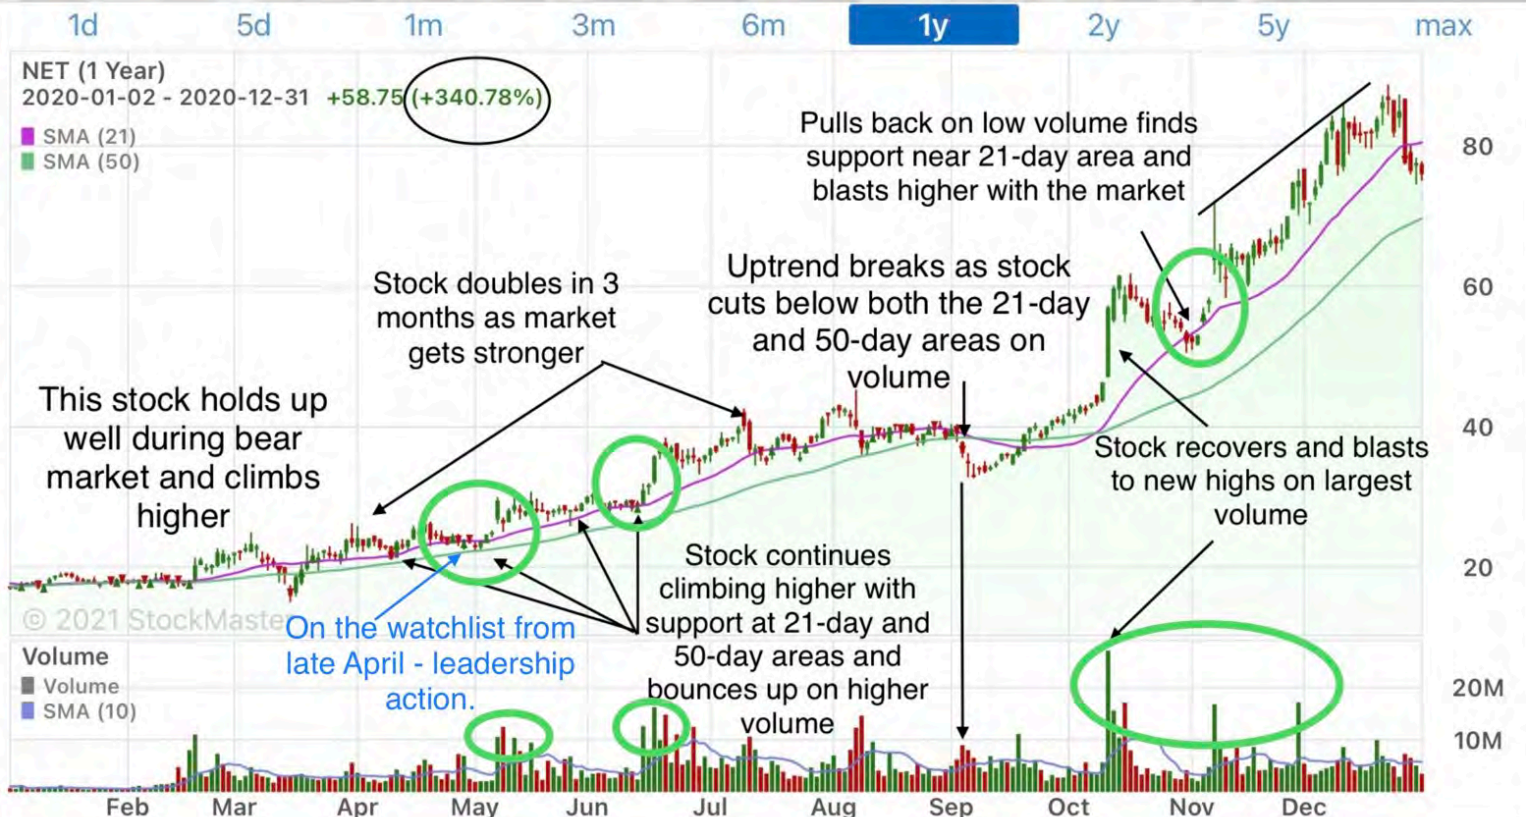 1d 5d 1m 3m 6m 1y 2y 5y max
NET (1 Year)
2020-01-02 - 2020-12-31 +58.75 (+340.78%)
SMA (21)
SMA (50)
Pulls back on low volume finds
support near 21-day area and
blasts higher with the market
Stock doubles in 3
months as market
gets stronger
Uptrend breaks as stock
cuts below both the 21-day
and 50-day areas on
volume
This stock holds up
well during bear
market and climbs
higher
Stock recovers and blasts
to new highs on largest
volume
On the watchlist from
late April - leadership
action.
Stock continues
climbing higher with
support at 21-day and
50-day areas and
bounces up on higher
volume
80
60
40
20
© 2021 StockMaster
Volume
Volume
SMA (10)
20M
10M
Feb Mar Apr May Jun Jul Aug Sep Oct Nov Dec